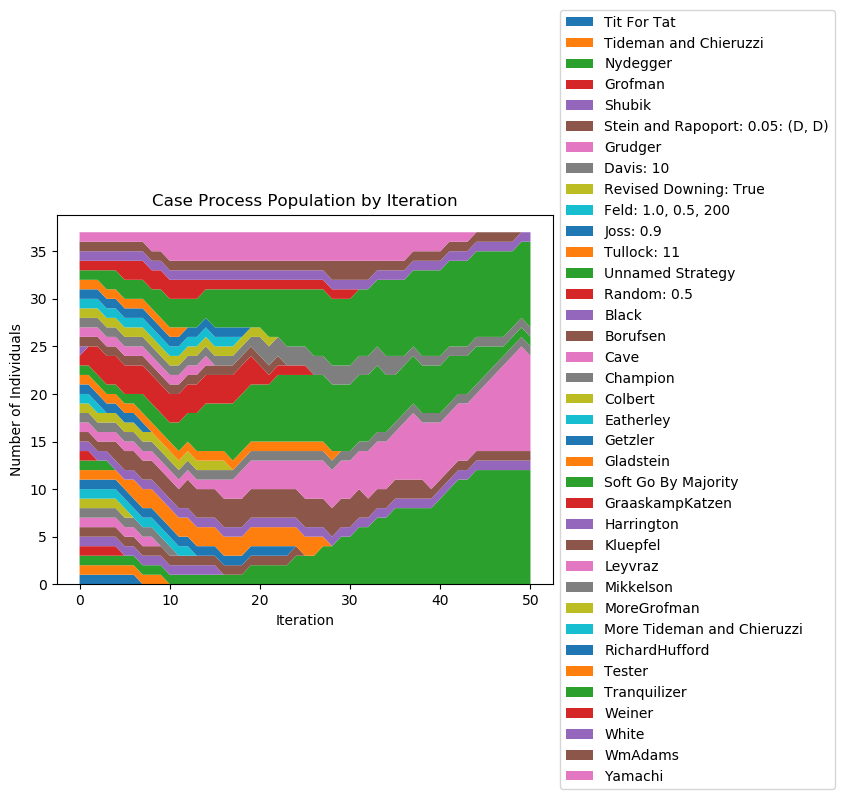 Case Process Population by Iteration
Number of Individuals
35
30
25
20
15
10
5
0
0 10 20 30 40 50
Iteration
Tit For Tat
Tideman and Chieruzzi
Nydegger
Grofman
Shubik
Stein and Rapoport: 0.05: (D, D)
Grudger
Davis: 10
Revised Downing: True
Feld: 1.0, 0.5, 200
Joss: 0.9
Tullock: 11
Unnamed Strategy
Random: 0.5
Black
Borufsen
Cave
Champion
Colbert
Eatherley
Getzler
Gladstein
Soft Go By Majority
GraaskampKatzen
Harrington
Kluepfel
Leyvraz
Mikkelson
MoreGrofman
More Tideman and Chieruzzi
RichardHufford
Tester
Tranquilizer
Weiner
White
WmAdams
Yamachi